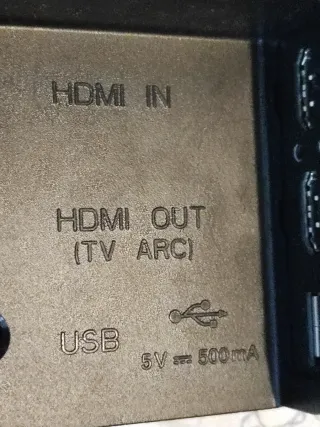 HDMI IN
HDMI OUT
(TV ARC)
USB
5V ⎓ 500mA